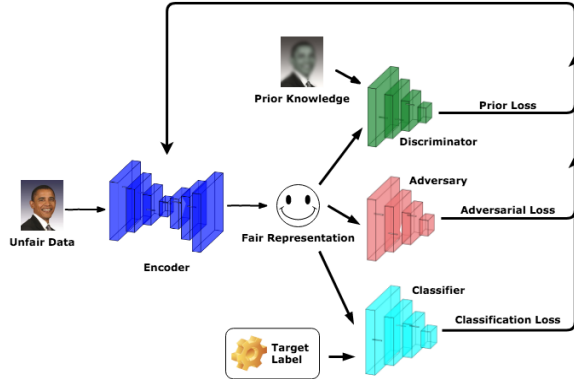 Prior Knowledge
Prior Loss
Discriminator
Adversary
Unfair Data
Encoder
Fair Representation
Adversarial Loss
Classifier
Classification Loss
Target
Label